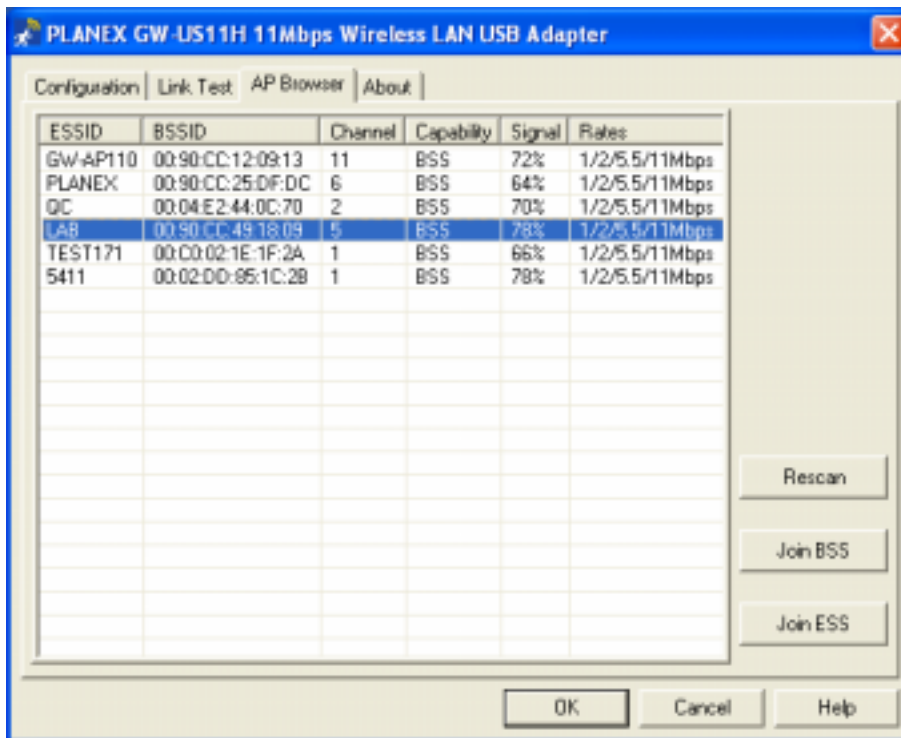 PLANEX GW-US11H 11Mbps Wireless LAN USB Adapter
Configuration Link Test AP Browser About
ESSID BSSID Channel Capability Signal Rates
GW-AP110 00:90:CC:12:09:13 11 BSS 72% 1/2/5.5/11Mbps
PLANEX 00:90:CC:25:DF:DC 6 BSS 64% 1/2/5.5/11Mbps
QC 00:04:E2:44:0C:70 2 BSS 70% 1/2/5.5/11Mbps
LAB 00:90:CC:49:18:09 5 BSS 78% 1/2/5.5/11Mbps
TEST171 00:C0:02:1E:1F:2A 1 BSS 66% 1/2/5.5/11Mbps
5411 00:02:DD:85:1C:2B 1 BSS 78% 1/2/5.5/11Mbps
Rescan
Join BSS
Join ESS
OK Cancel Help